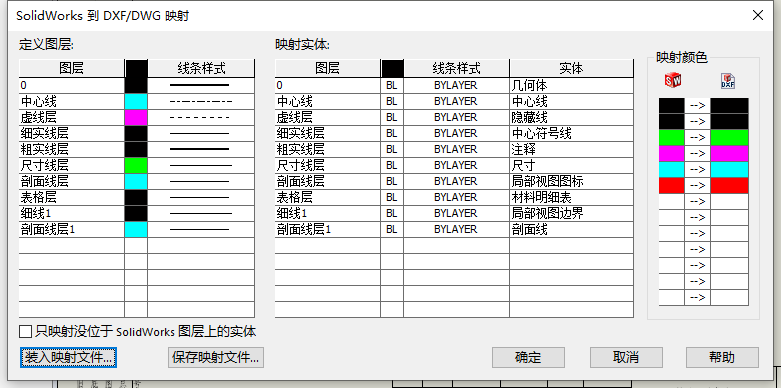 SolidWorks 到 DXF/DWG 映射
定义图层:
图层 线条样式
0
中心线
虚线层
细实线层
粗实线层
尺寸线层
剖面线层
表格层
细线1
剖面线层1
映射实体:
图层 线条样式 实体
0 BL BYLAYER 几何体
中心线 BL BYLAYER 中心线
虚线层 BL BYLAYER 隐藏线
细实线层 BL BYLAYER 中心符号线
粗实线层 BL BYLAYER 注释
尺寸线层 BL BYLAYER 尺寸
剖面线层 BL BYLAYER 局部视图图标
表格层 BL BYLAYER 材料明细表
细线1 BL BYLAYER 局部视图边界
剖面线层1 BL BYLAYER 剖面线
映射颜色
SW DXF
-->
-->
-->
-->
-->
-->
-->
-->
-->
-->
-->
-->
-->
只映射没位于 SolidWorks 图层上的实体
装入映射文件... 保存映射文件... 确定 取消 帮助